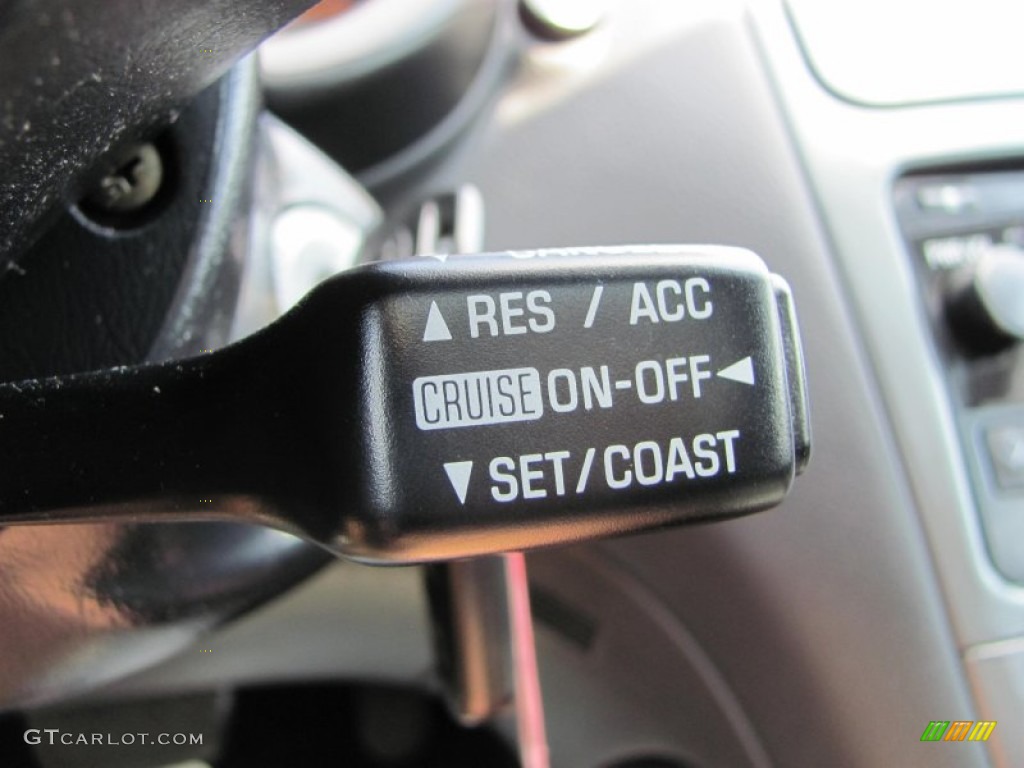 ▲ RES / ACC
CRUISE ON-OFF ◀
▼ SET/COAST
GTCARLOT.COM